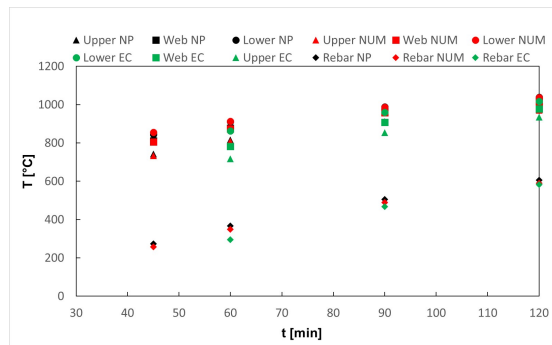 Upper NP Web NP Lower NP Upper NUM Web NUM Lower NUM
Lower EC Web EC Upper EC Rebar NP Rebar NUM Rebar EC
1200
1000
800
600
400
200
0
T [°C]
30 40 50 60 70 80 90 100 110 120
t [min]